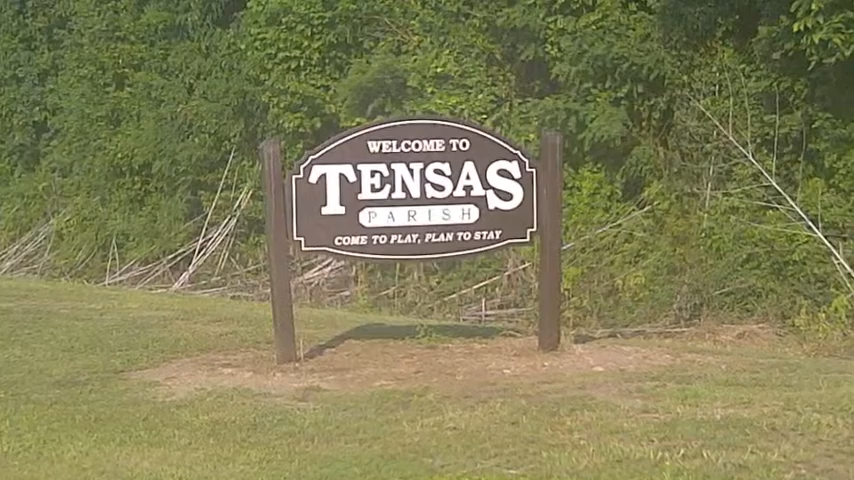 WELCOME TO
TENSAS
PARISH
COME TO PLAY, PLAN TO STAY